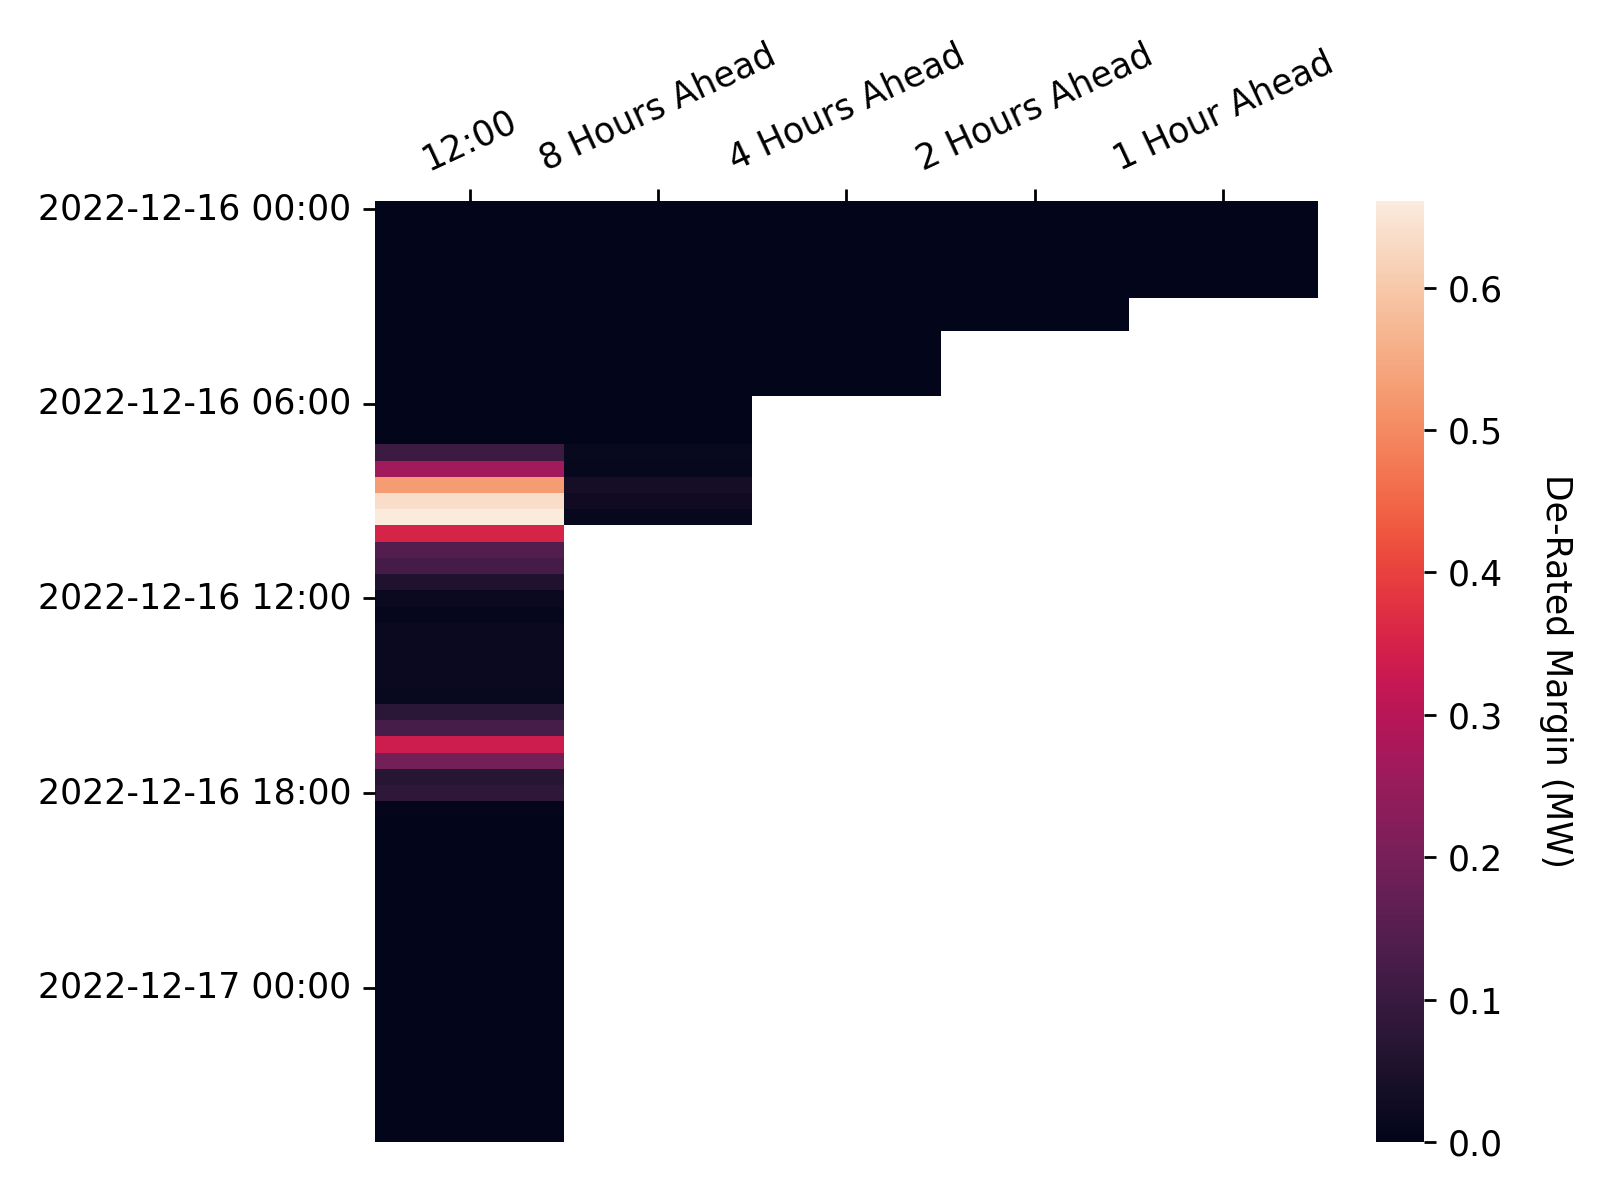 12:00
8 Hours Ahead
4 Hours Ahead
2 Hours Ahead
1 Hour Ahead
2022-12-16 00:00
2022-12-16 06:00
2022-12-16 12:00
2022-12-16 18:00
2022-12-17 00:00
0.6
0.5
0.4
0.3
0.2
0.1
0.0
De-Rated Margin (MW)